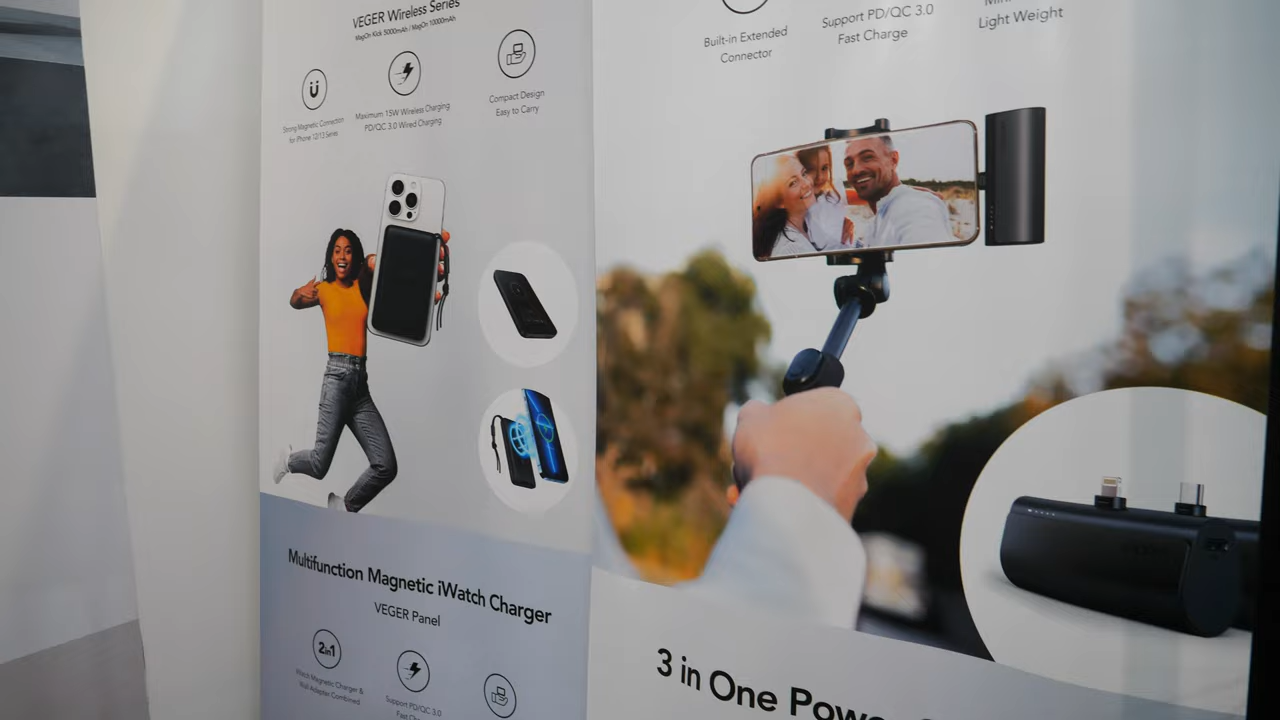 VEGER Wireless Series
MagOn Kick 5000mAh / MagOn 10000mAh
Strong Magnetic Connection
for iPhone 12/13 Series
Maximum 15W Wireless Charging
PD/QC 3.0 Wired Charging
Compact Design
Easy to Carry
Multifunction Magnetic iWatch Charger
VEGER Panel
2in1
Watch Magnetic Charger &
Wall Adapter Combined
Support PD/QC 3.0
Fast
Built-in Extended
Connector
Support PD/QC 3.0
Fast Charge
Light Weight
3 in One